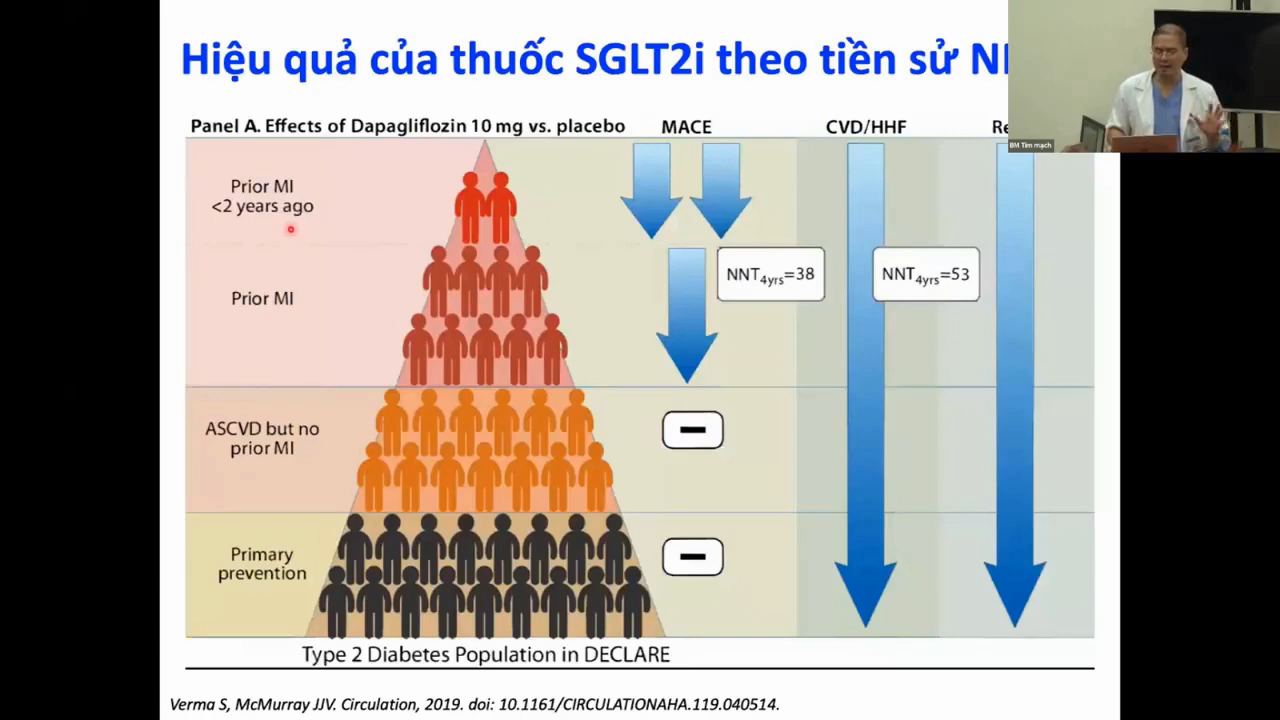 Hiệu quả của thuốc SGLT2i theo tiền sử
Panel A. Effects of Dapagliflozin 10 mg vs. placebo
MACE
CVD/HHF
BM Tim mạch
Prior MI
<2 years ago
NNT4yrs=38
NNT4yrs=53
Prior MI
ASCVD but no
prior MI
Primary
prevention
Type 2 Diabetes Population in DECLARE
Verma S, McMurray JJV. Circulation, 2019. doi: 10.1161/CIRCULATIONAHA.119.040514.